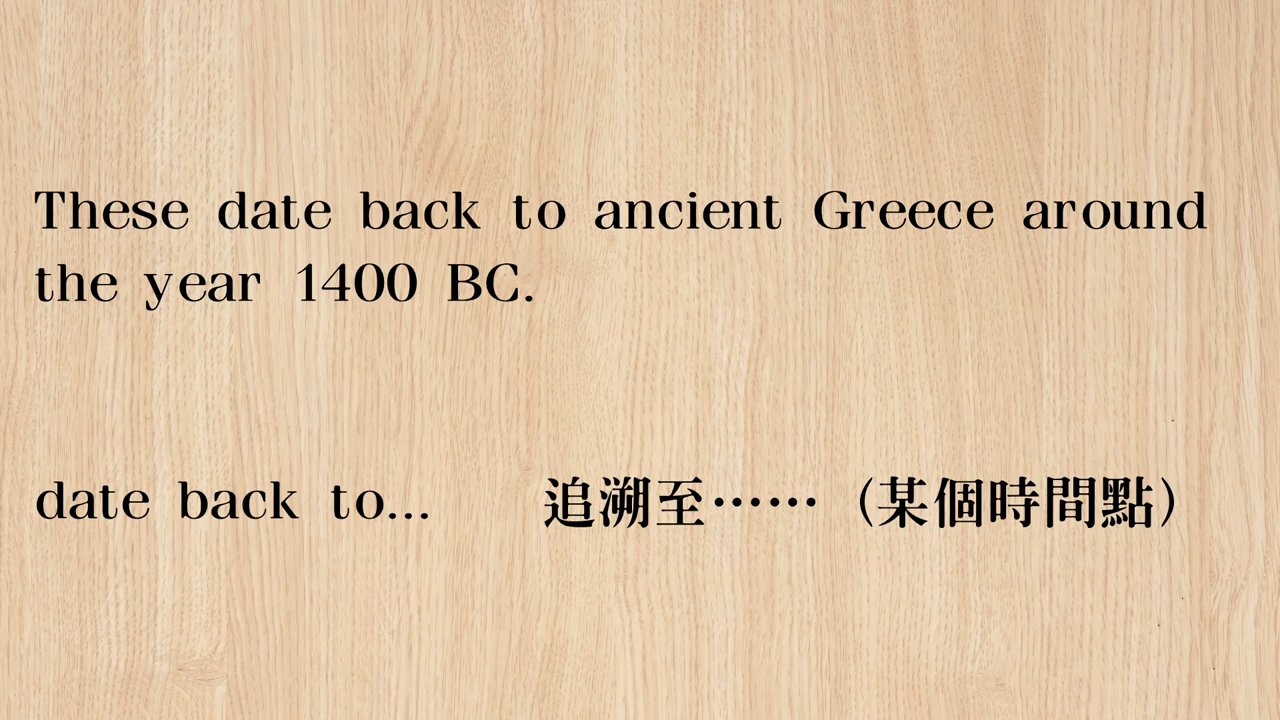 These date back to ancient Greece around
the year 1400 BC.
date back to... 追溯至……（某個時間點）